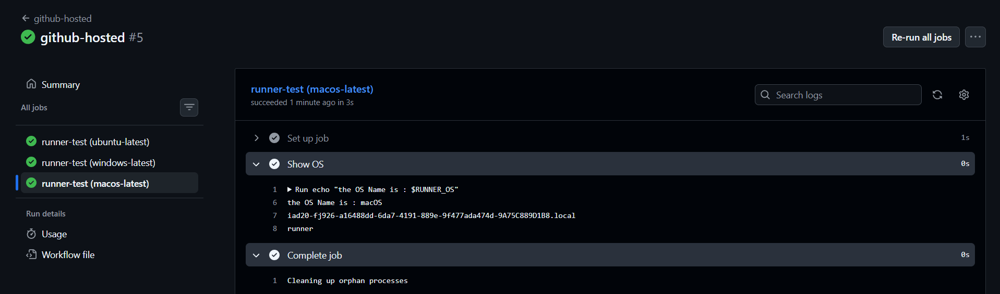 github-hosted
github-hosted #5
Re-run all jobs
Summary
All jobs
runner-test (ubuntu-latest)
runner-test (windows-latest)
runner-test (macos-latest)
Run details
Usage
Workflow file
runner-test (macos-latest)
succeeded 1 minute ago in 3s
Search logs
Set up job 1s
Show OS 0s
1 Run echo "the OS Name is : $RUNNER_OS"
6 the OS Name is : macOS
7 iad20-fj926-a16488dd-6da7-4191-889e-9f477ada474d-9A75C889D1B8.local
8 runner
Complete job 0s
1 Cleaning up orphan processes